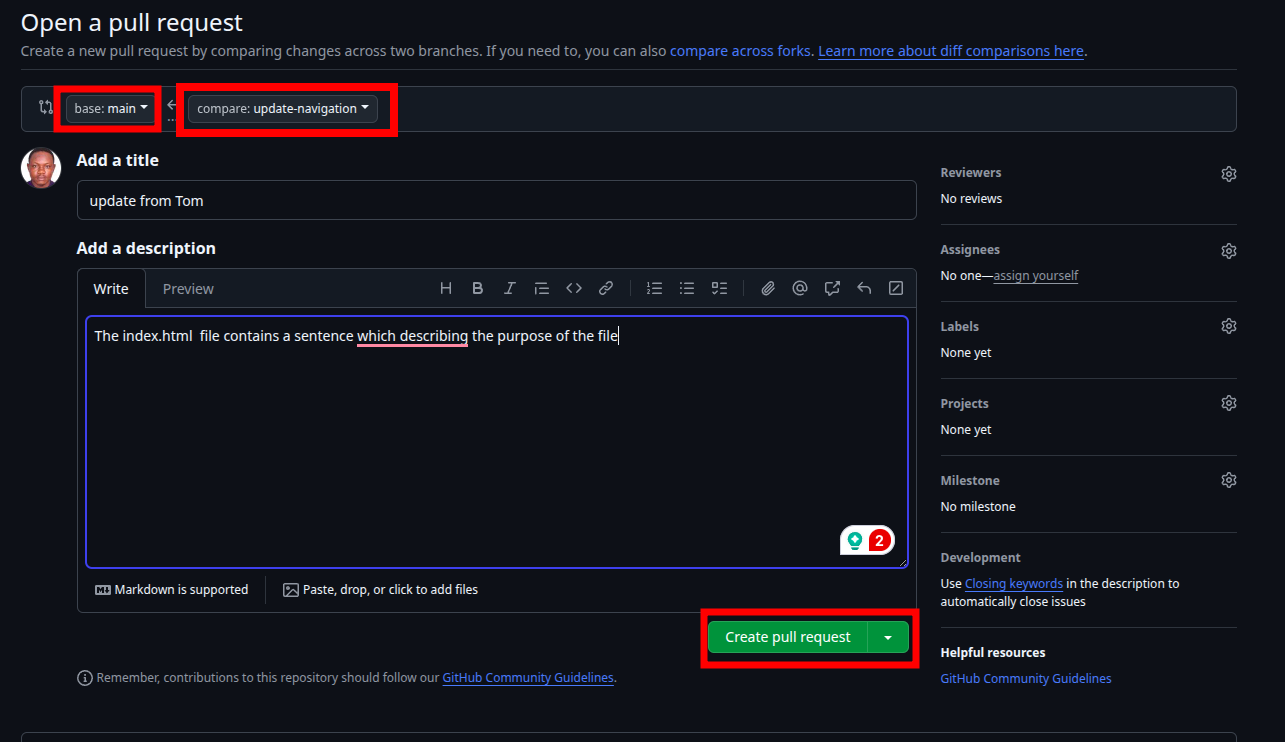 Open a pull request
Create a new pull request by comparing changes across two branches. If you need to, you can also compare across forks. Learn more about diff comparisons here.
base: main
compare: update-navigation
Add a title
update from Tom
Add a description
Write
Preview
The index.html  file contains a sentence which describing the purpose of the file
2
Markdown is supported
Paste, drop, or click to add files
Create pull request
Remember, contributions to this repository should follow our GitHub Community Guidelines.
Reviewers
No reviews
Assignees
No one—assign yourself
Labels
None yet
Projects
None yet
Milestone
No milestone
Development
Use Closing keywords in the description to
automatically close issues
Helpful resources
GitHub Community Guidelines